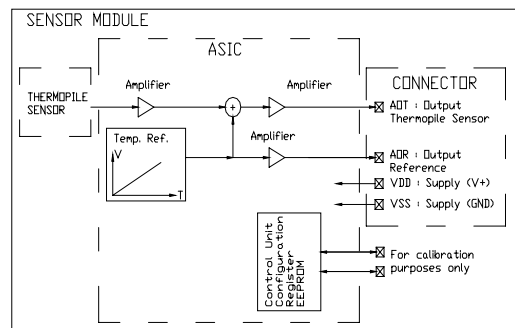 SENSOR MODULE
ASIC
THERMOPILE
SENSOR
Amplifier
+
Amplifier
Temp. Ref.
V
T
Amplifier
CONNECTOR
AOT : Output
Thermopile Sensor
AOR : Output
Reference
VDD : Supply (V+)
VSS : Supply (GND)
Control Unit
Configuration
Register
EEPROM
For calibration
purposes only